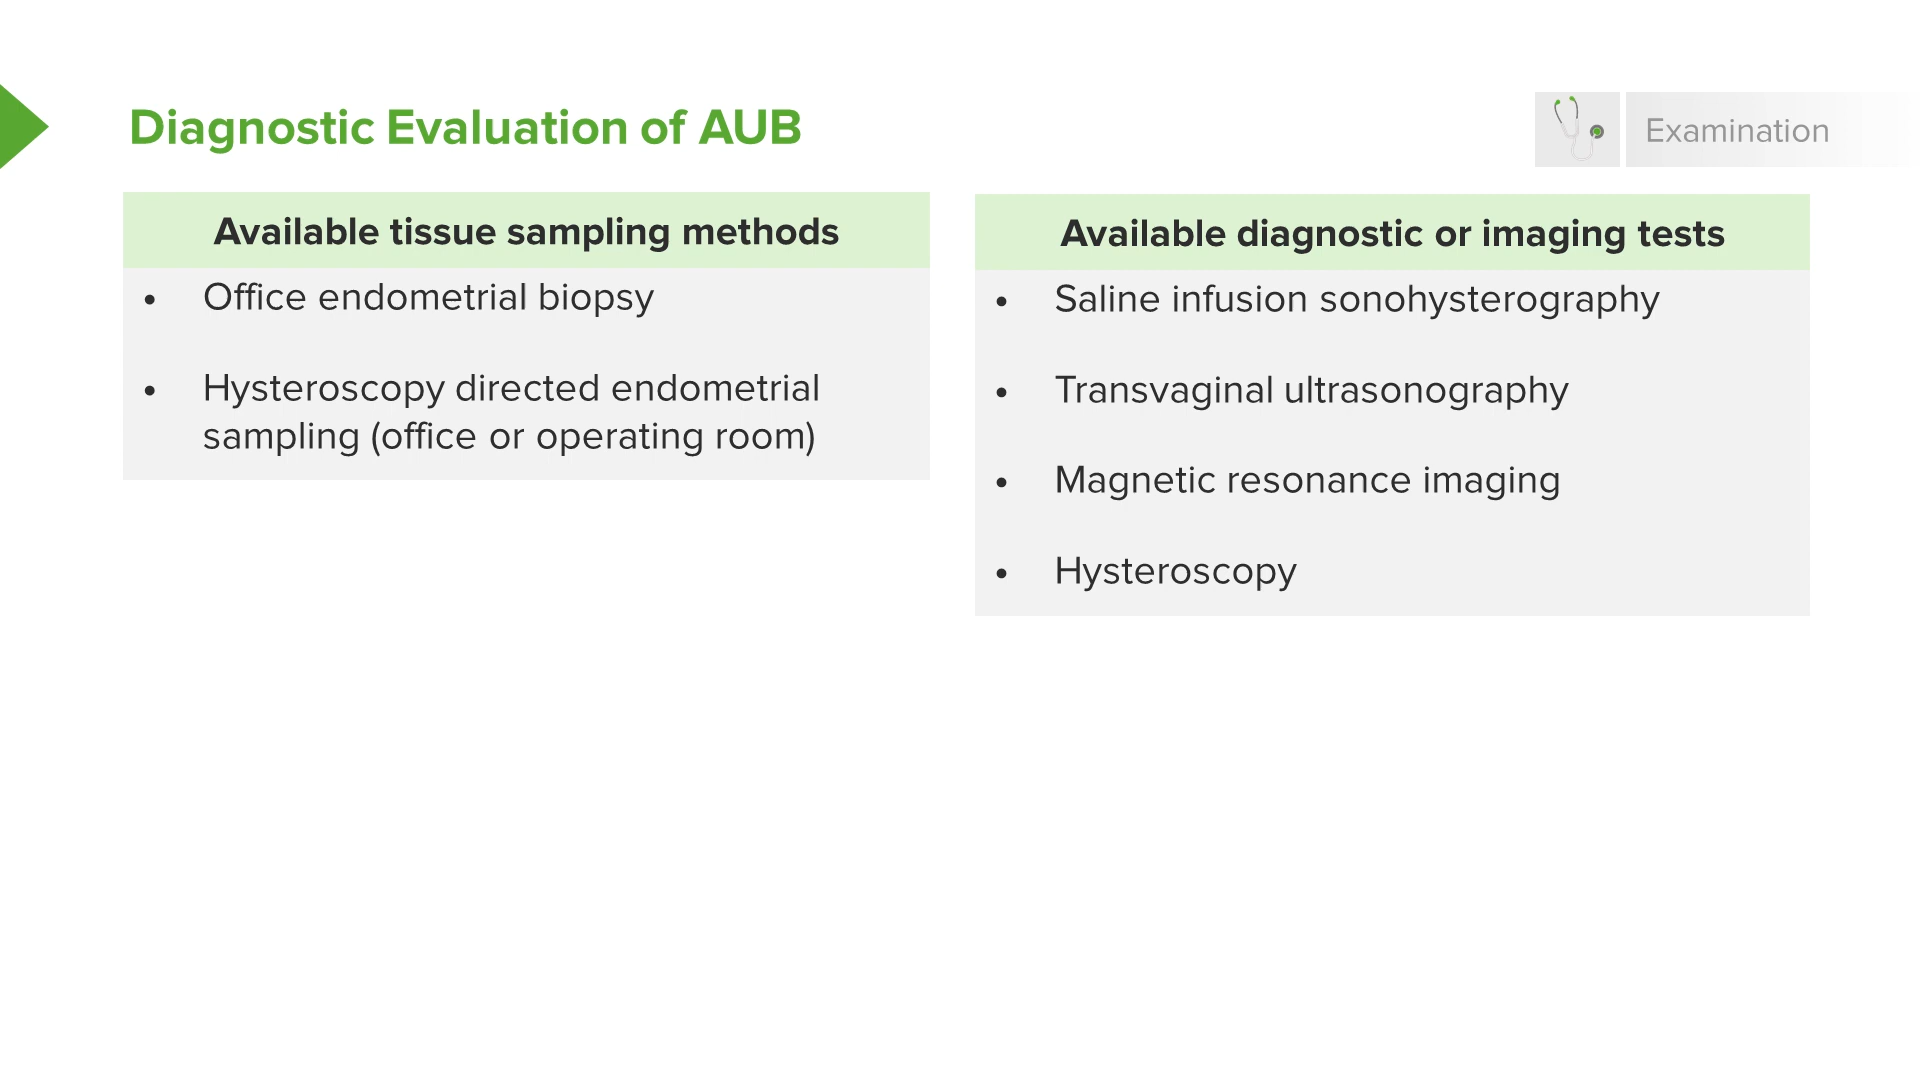 Diagnostic Evaluation of AUB
Examination
Available tissue sampling methods
• Office endometrial biopsy
• Hysteroscopy directed endometrial
sampling (office or operating room)
Available diagnostic or imaging tests
• Saline infusion sonohysterography
• Transvaginal ultrasonography
• Magnetic resonance imaging
• Hysteroscopy